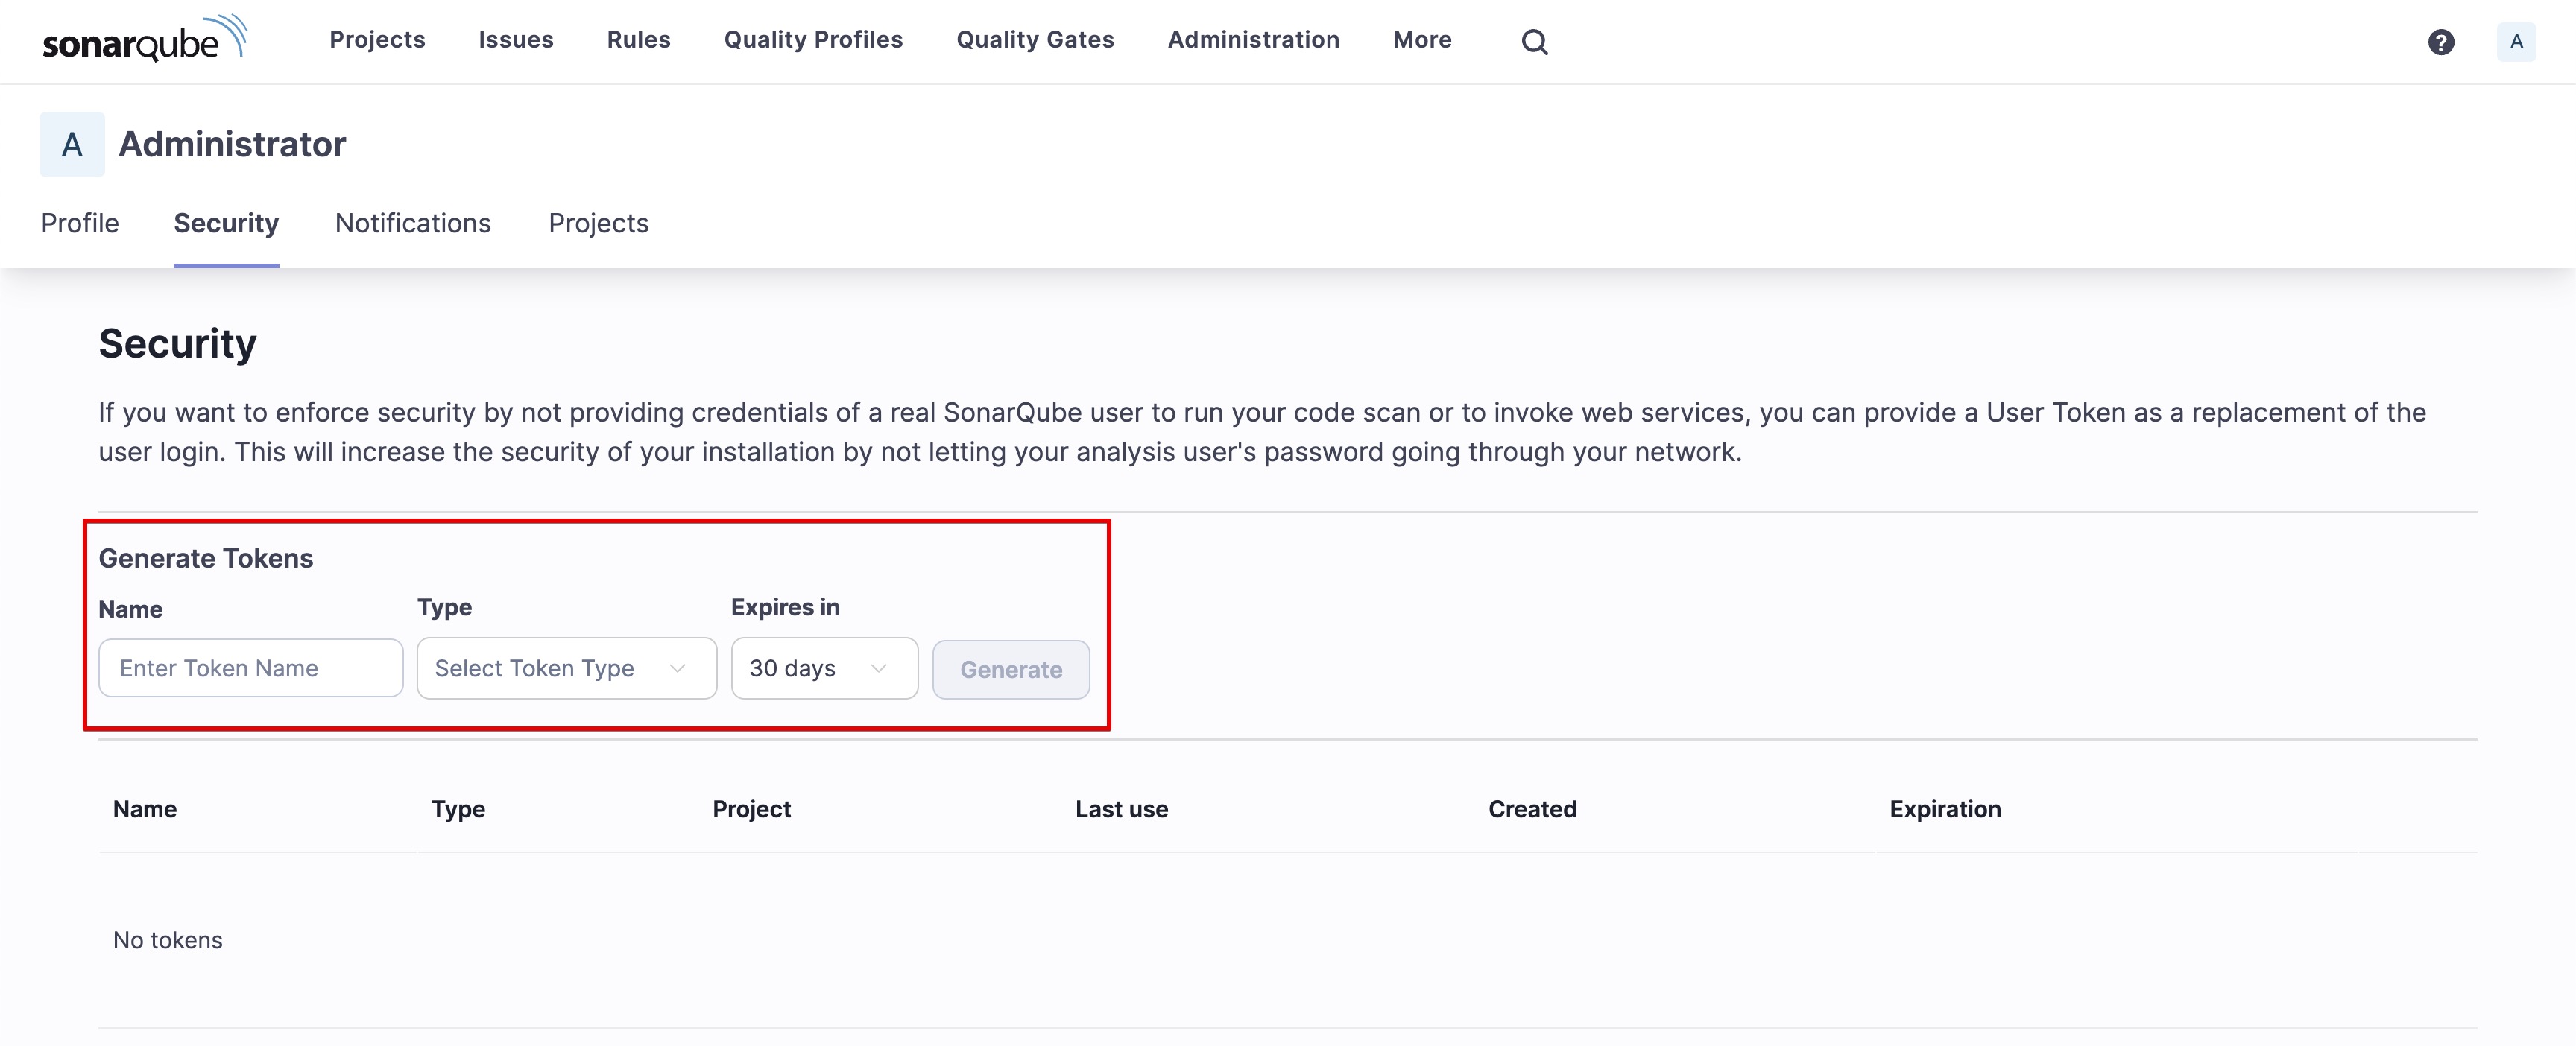 sonarqube Projects Issues Rules Quality Profiles Quality Gates Administration More ? A
A Administrator
Profile Security Notifications Projects
Security
If you want to enforce security by not providing credentials of a real SonarQube user to run your code scan or to invoke web services, you can provide a User Token as a replacement of the
user login. This will increase the security of your installation by not letting your analysis user's password going through your network.
Generate Tokens
Name Type Expires in
Enter Token Name Select Token Type 30 days Generate
Name Type Project Last use Created Expiration
No tokens